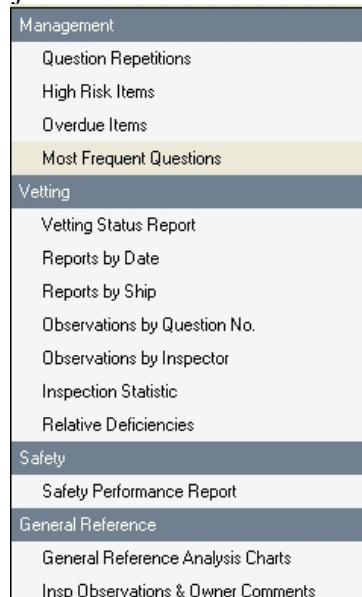 Management
Question Repetitions
High Risk Items
Overdue Items
Most Frequent Questions
Vetting
Vetting Status Report
Reports by Date
Reports by Ship
Observations by Question No.
Observations by Inspector
Inspection Statistic
Relative Deficiencies
Safety
Safety Performance Report
General Reference
General Reference Analysis Charts
Insp Observations & Owner Comments